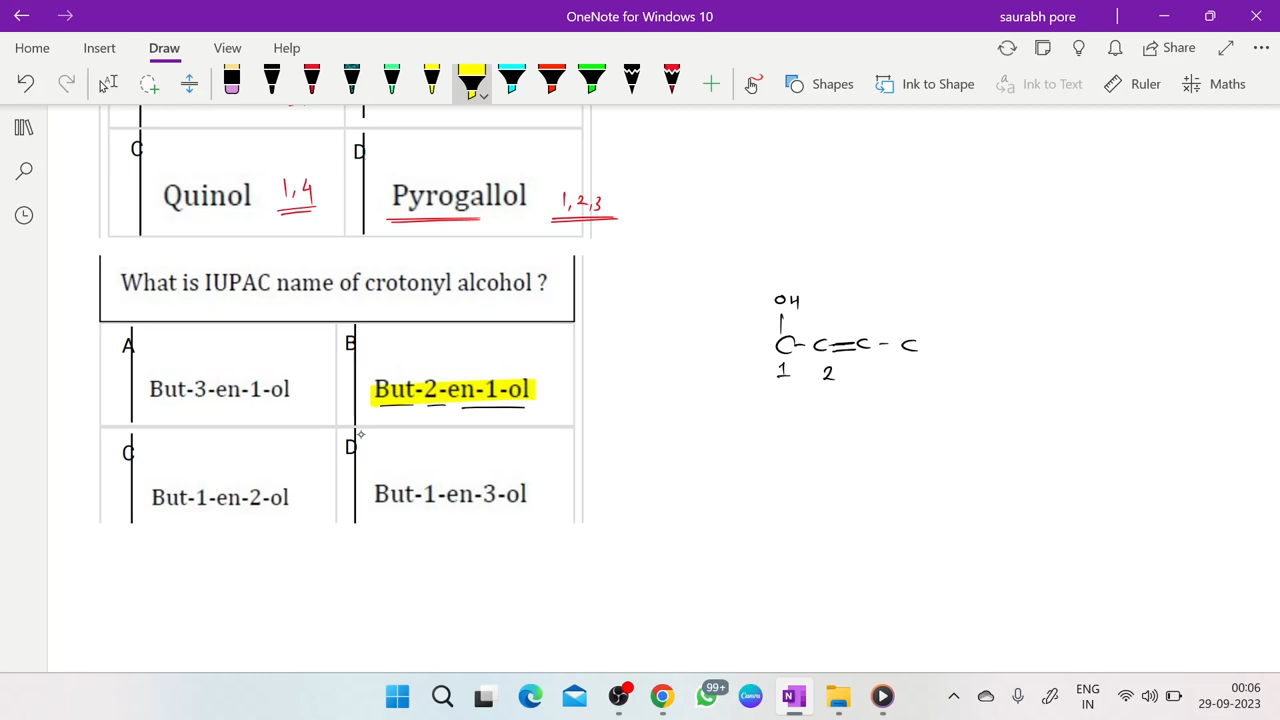 OneNote for Windows 10
saurabh pore
Home Insert Draw View Help
Share
Shapes
Ink to Shape
Ink to Text
Ruler
Maths
C
Quinol 1,4
D
Pyrogallol 1,2,3
What is IUPAC name of crotonyl alcohol ?
A
But-3-en-1-ol
B
But-2-en-1-ol
C
But-1-en-2-ol
D
But-1-en-3-ol
OH
C-C=C-C
1 2
99+
Canva
ENG
IN
00:06
29-09-2023